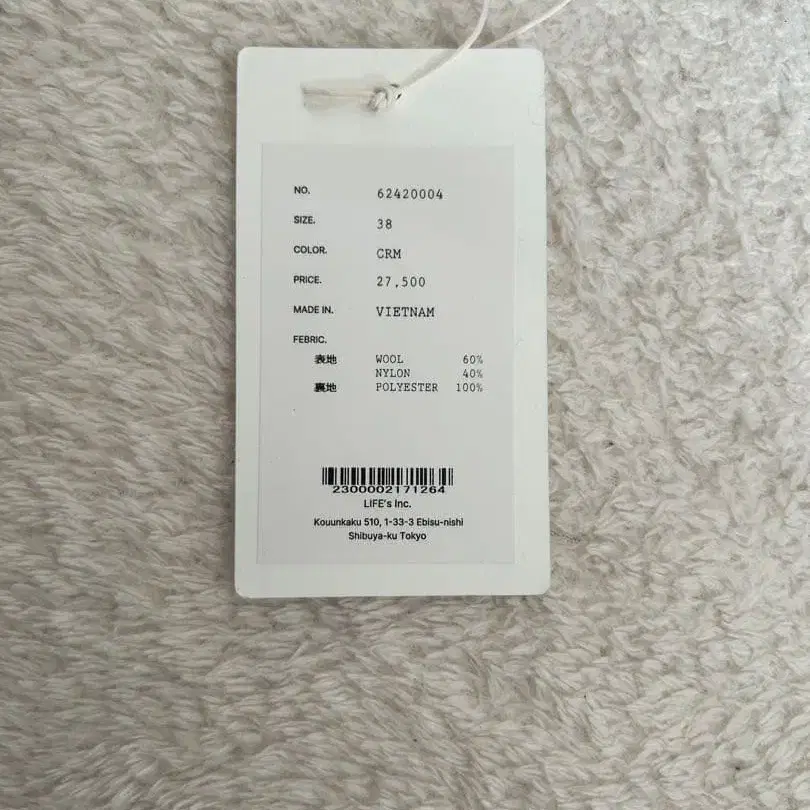 NO. 62420004
SIZE. 38
COLOR. CRM
PRICE. 27,500
MADE IN. VIETNAM
FEBRIC.
表地 WOOL 60%
NYLON 40%
裏地 POLYESTER 100%
2300002171264
LIFE's Inc.
Kouunkaku 510, 1-33-3 Ebisu-nishi
Shibuya-ku Tokyo